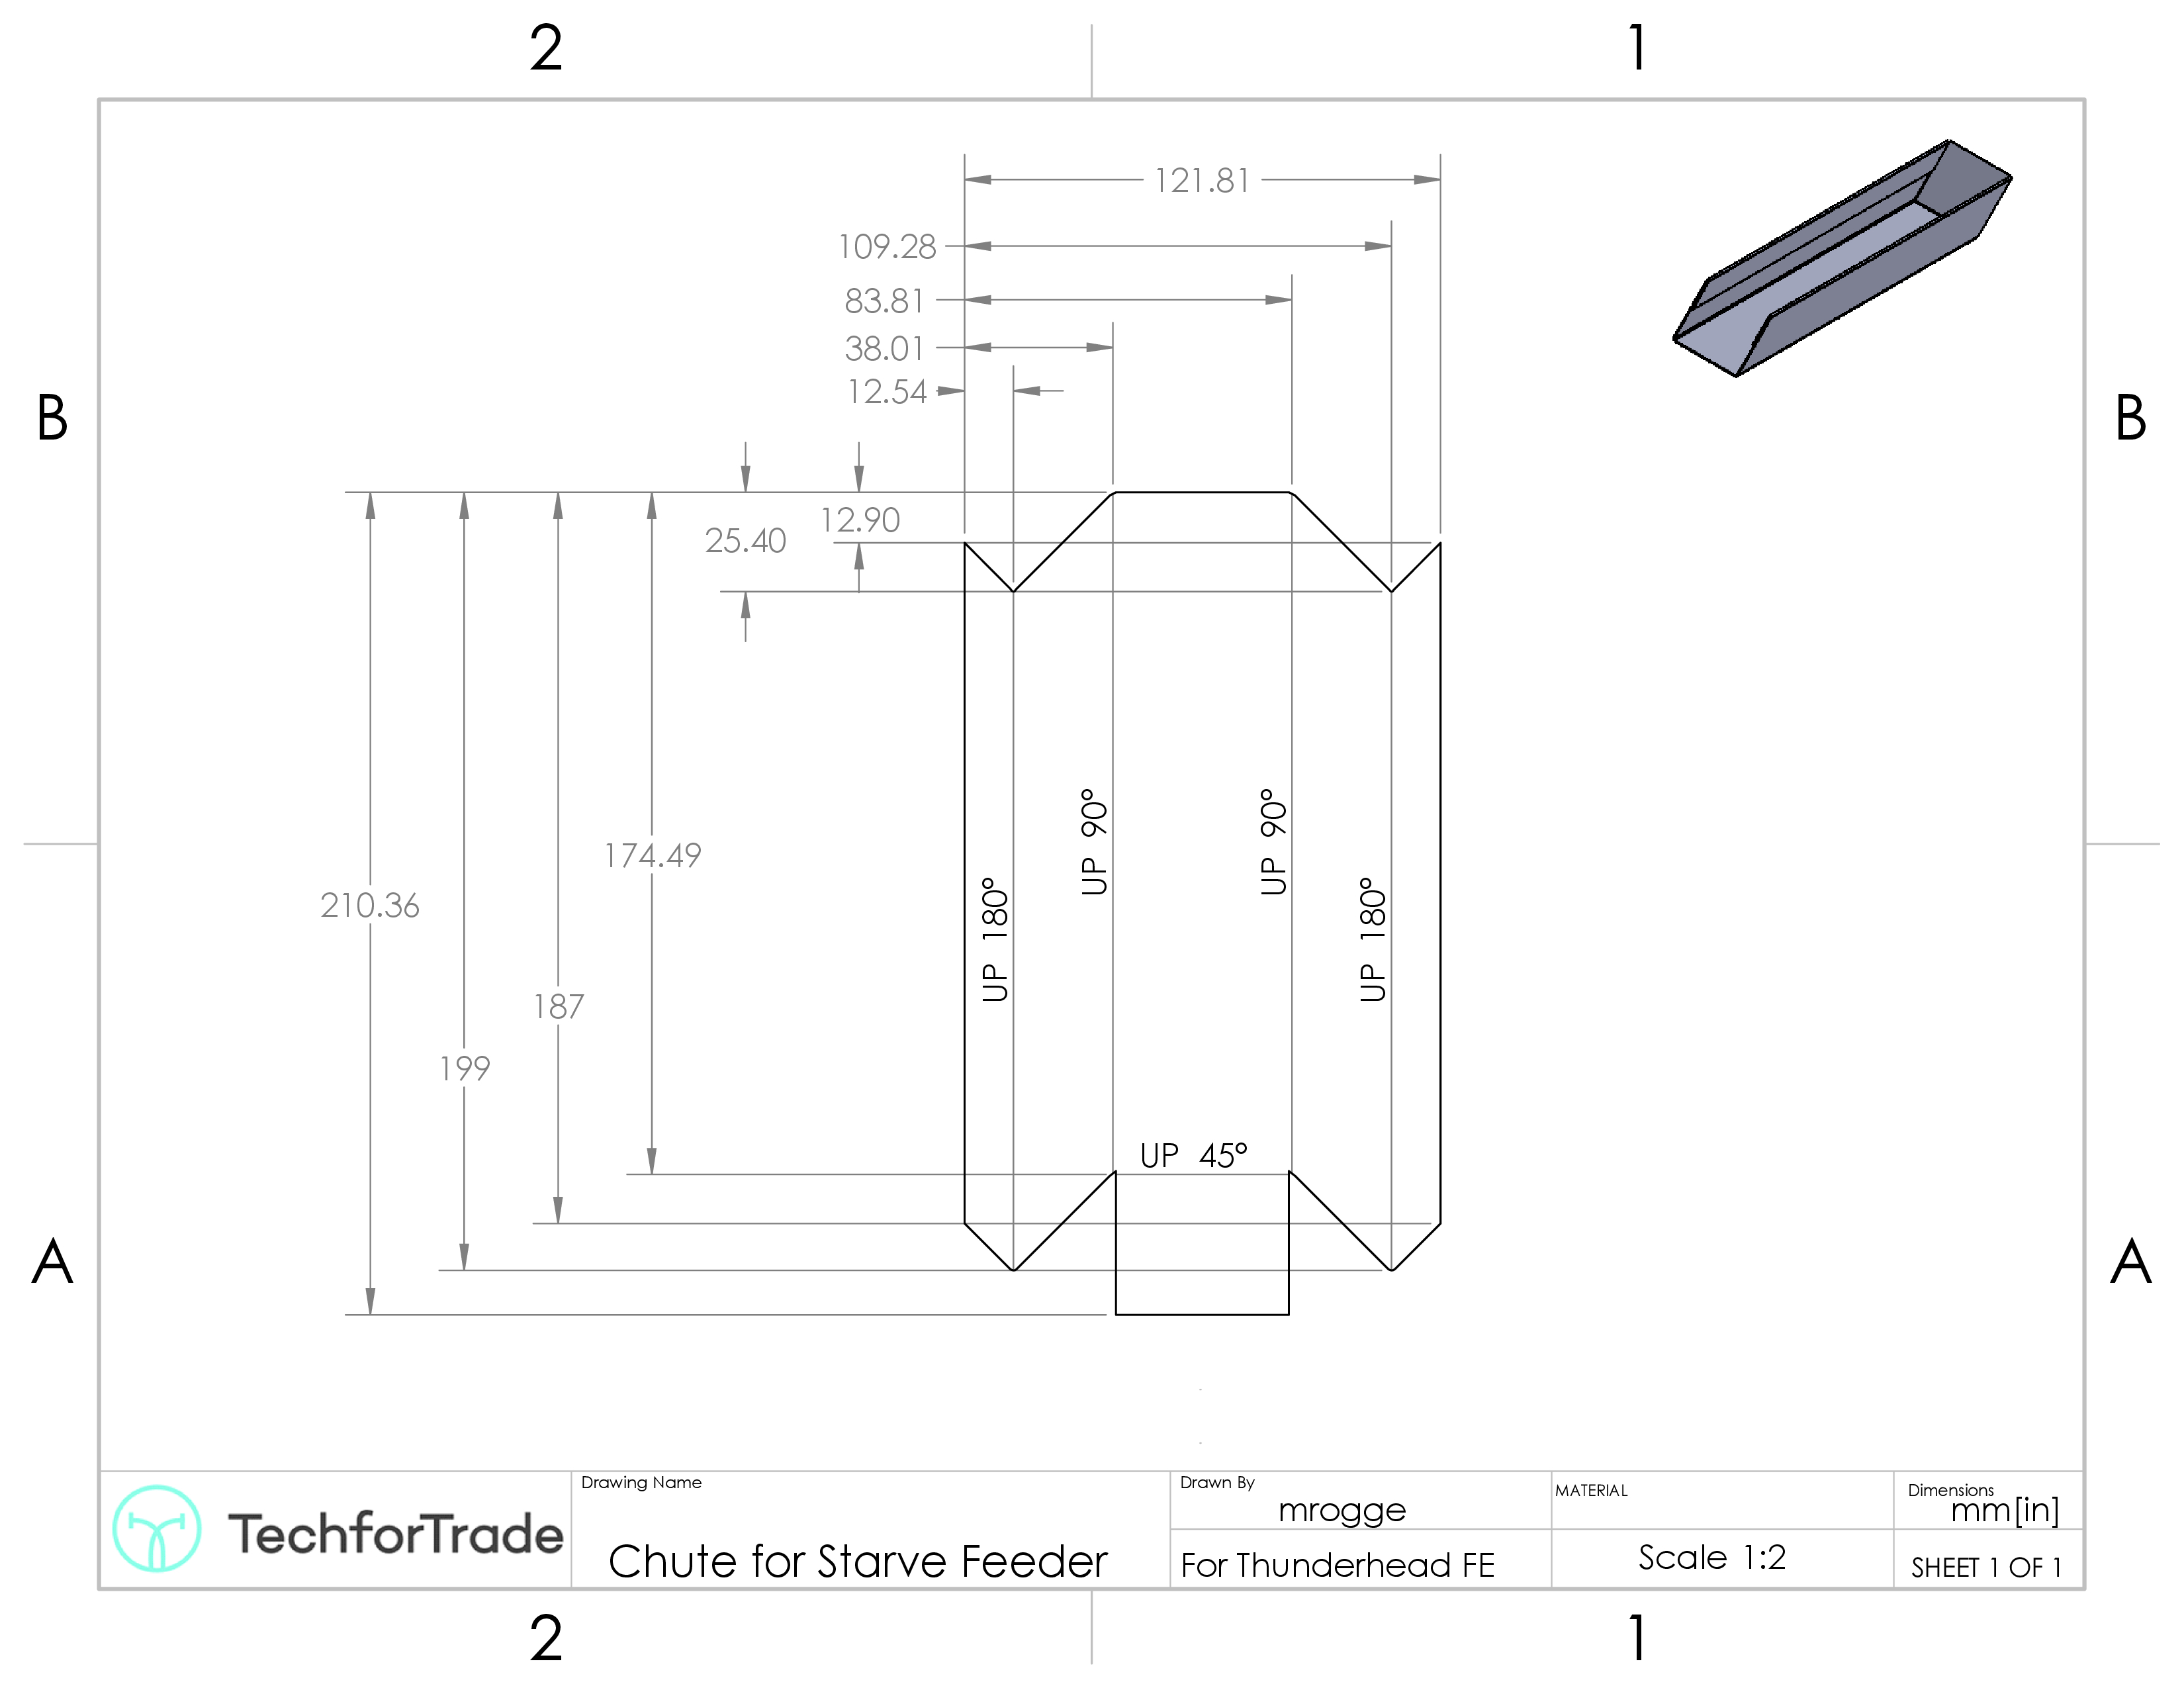 2 1
121.81
109.28
83.81
38.01
12.54
B B
12.90
25.40
UP 90° UP 90°
174.49
UP 180° UP 180°
210.36
187
199
UP 45°
A A
Drawing Name
Drawn By
MATERIAL
Dimensions
mrogge
mm[in]
TechforTrade
Chute for Starve Feeder
For Thunderhead FE
Scale 1:2
SHEET 1 OF 1
2 1